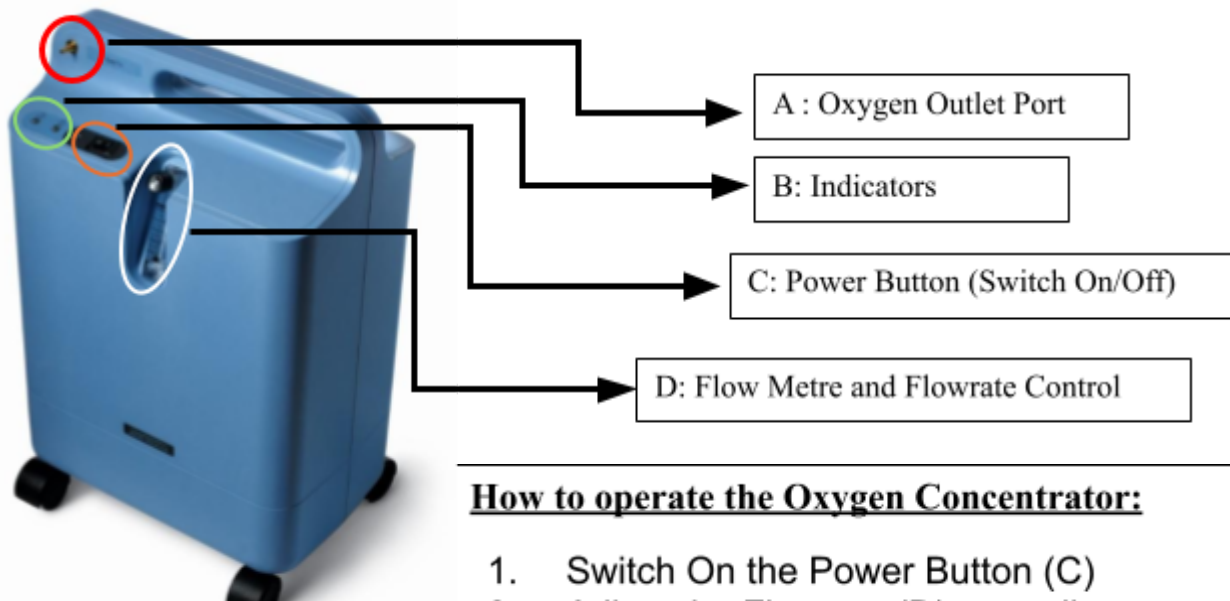 A : Oxygen Outlet Port
B: Indicators
C: Power Button (Switch On/Off)
D: Flow Metre and Flowrate Control
How to operate the Oxygen Concentrator:
1. Switch On the Power Button (C)